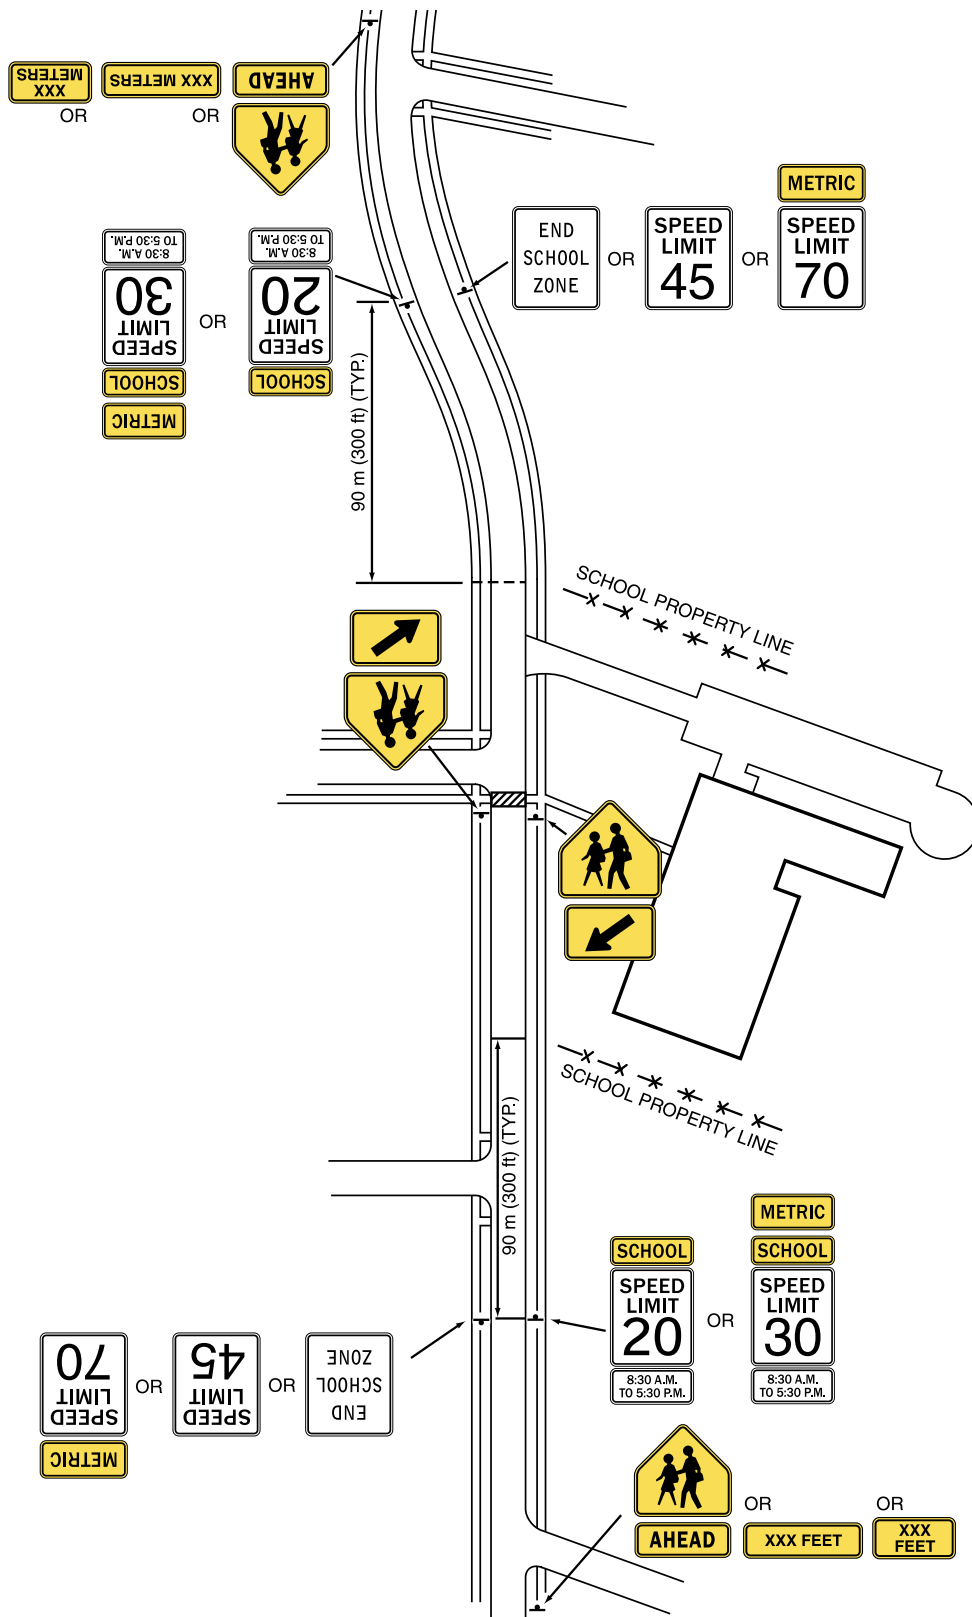 XXX
METERS
OR
XXX METERS
OR
AHEAD
METRIC
SPEED
LIMIT
70
OR
SPEED
LIMIT
45
OR
END
SCHOOL
ZONE
METRIC
SCHOOL
SPEED
LIMIT
30
8:30 A.M.
TO 5:30 P.M.
OR
SCHOOL
SPEED
LIMIT
20
8:30 A.M.
TO 5:30 P.M.
90 m (300 ft) (TYP.)
SCHOOL PROPERTY LINE
SCHOOL PROPERTY LINE
90 m (300 ft) (TYP.)
SCHOOL
SPEED
LIMIT
20
8:30 A.M.
TO 5:30 P.M.
OR
METRIC
SCHOOL
SPEED
LIMIT
30
8:30 A.M.
TO 5:30 P.M.
METRIC
SPEED
LIMIT
70
OR
SPEED
LIMIT
45
OR
END
SCHOOL
ZONE
AHEAD
OR
XXX FEET
OR
XXX
FEET